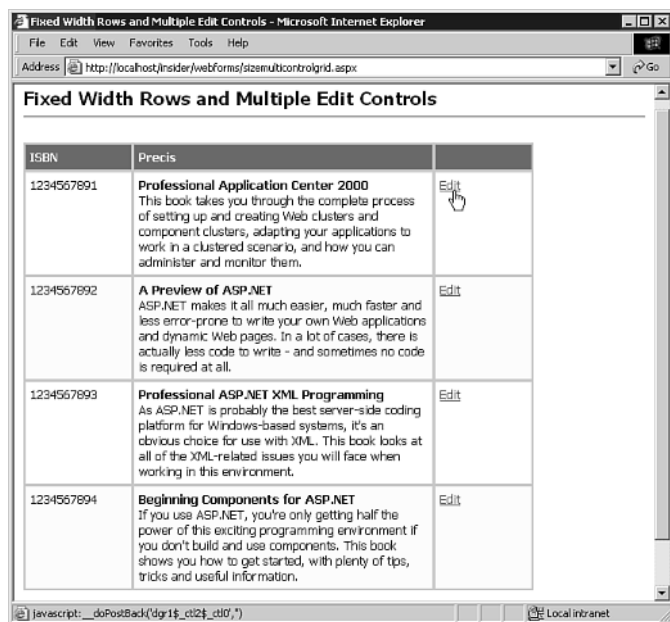 Fixed Width Rows and Multiple Edit Controls - Microsoft Internet Explorer
File Edit View Favorites Tools Help
Address http://localhost/insider/webforms/sizemulticontrolgrid.aspx Go
Fixed Width Rows and Multiple Edit Controls
ISBN Precis
1234567891 Professional Application Center 2000 Edit
This book takes you through the complete process
of setting up and creating Web clusters and
component clusters, adapting your applications to
work in a clustered scenario, and how you can
administer and monitor them.
1234567892 A Preview of ASP.NET Edit
ASP.NET makes it all much easier, much faster and
less error-prone to write your own Web applications
and dynamic Web pages. In a lot of cases, there is
actually less code to write - and sometimes no code
is required at all.
1234567893 Professional ASP.NET XML Programming Edit
As ASP.NET is probably the best server-side coding
platform for Windows-based systems, it's an
obvious choice for use with XML. This book looks at
all of the XML-related issues you will face when
working in this environment.
1234567894 Beginning Components for ASP.NET Edit
If you use ASP.NET, you're only getting half the
power of this exciting programming environment if
you don't build and use components. This book
shows you how to get started, with plenty of tips,
tricks and useful information.
javascript:__doPostBack('dgr1$_ctl2$_ctl0','') Local intranet